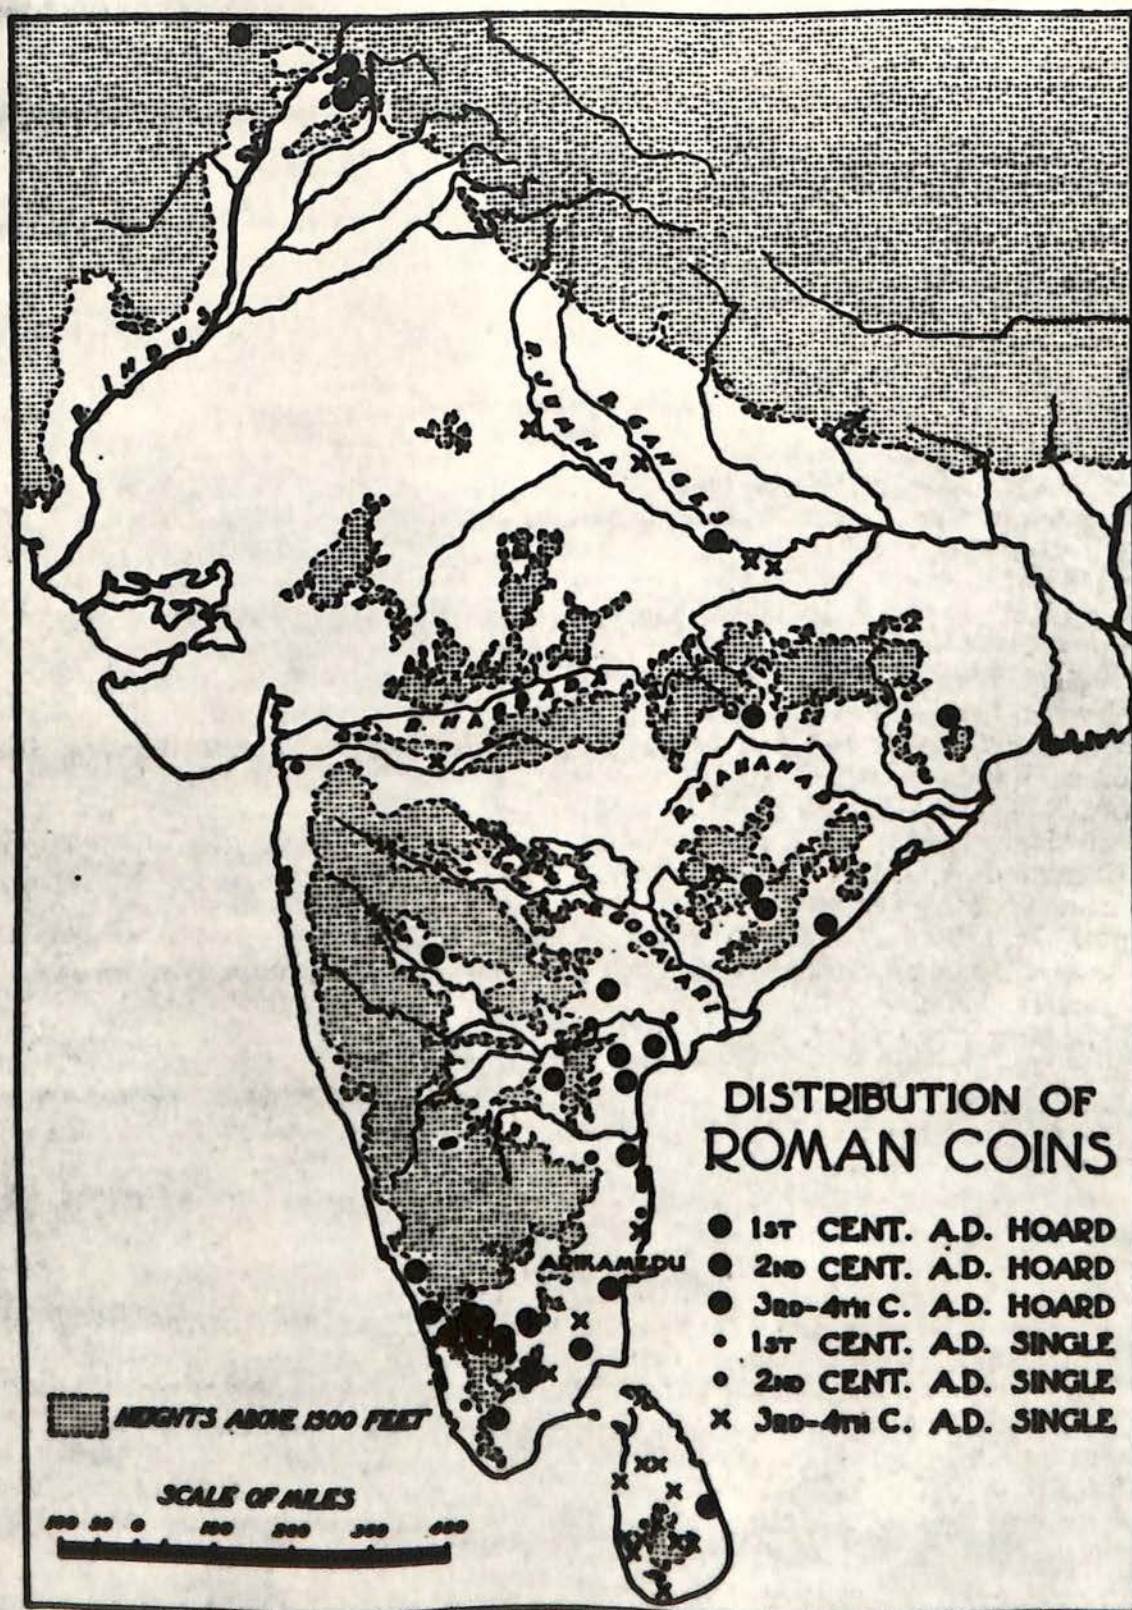 R. INDUS
R. JUMNA
R. GANGES
R. NARBADA
R. MAHANADI
R. GODAVARI
DISTRIBUTION OF
ROMAN COINS
1ST CENT. A.D. HOARD
2ND CENT. A.D. HOARD
3RD-4TH C. A.D. HOARD
1ST CENT. A.D. SINGLE
2ND CENT. A.D. SINGLE
3RD-4TH C. A.D. SINGLE
ARIKAMEDU
HEIGHTS ABOVE 1500 FEET
SCALE OF MILES
100 50 0 100 200 300 400